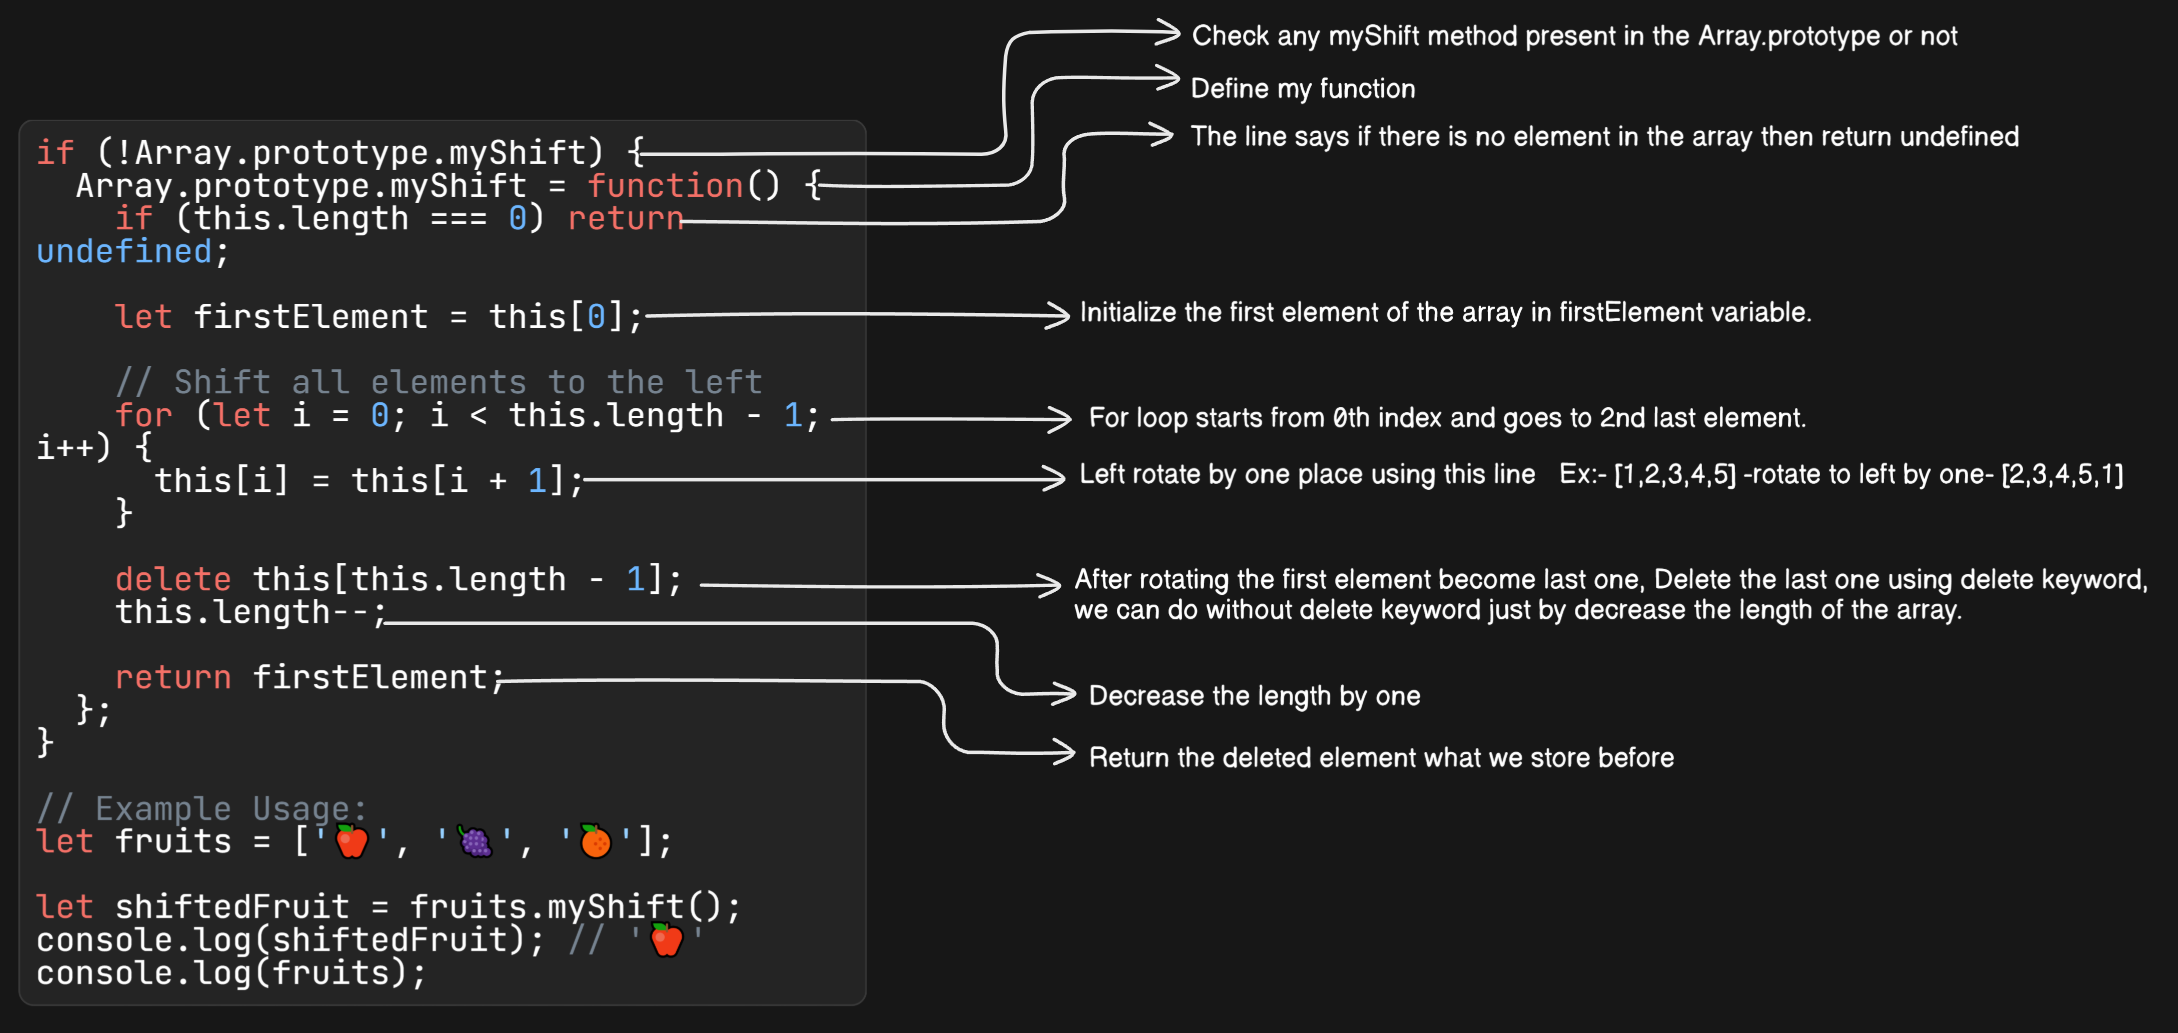 Check any myShift method present in the Array.prototype or not
Define my function
The line says if there is no element in the array then return undefined
if (!Array.prototype.myShift) {
  Array.prototype.myShift = function() {
    if (this.length === 0) return
undefined;
    let firstElement = this[0];
Initialize the first element of the array in firstElement variable.
    // Shift all elements to the left
    for (let i = 0; i < this.length - 1;
i++) {
For loop starts from 0th index and goes to 2nd last element.
      this[i] = this[i + 1];
Left rotate by one place using this line   Ex:- [1,2,3,4,5] -rotate to left by one- [2,3,4,5,1]
    }
    delete this[this.length - 1];
    this.length--;
After rotating the first element become last one, Delete the last one using delete keyword,
we can do without delete keyword just by decrease the length of the array.
    return firstElement;
Decrease the length by one
Return the deleted element what we store before
  };
}
// Example Usage:
let fruits = ['🍎', '🍇', '🍊'];
let shiftedFruit = fruits.myShift();
console.log(shiftedFruit); // '🍎'
console.log(fruits);